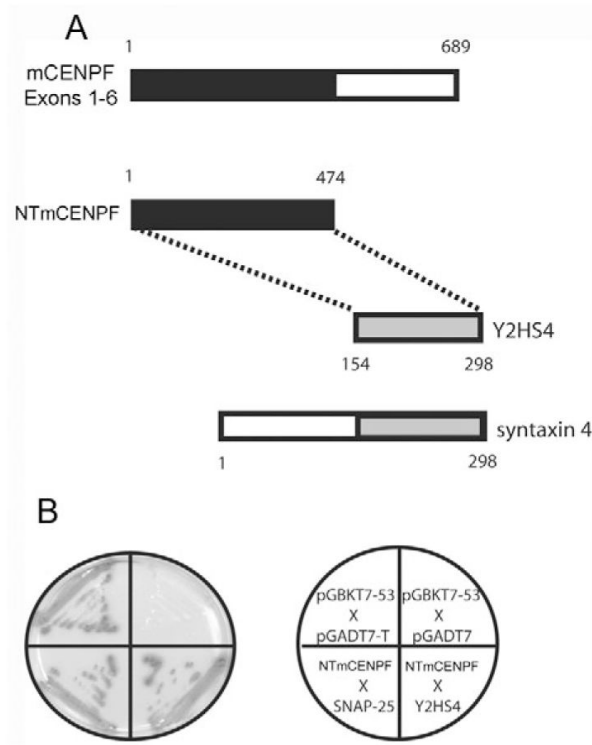 A
1 689
mCENPF
Exons 1-6
1 474
NTmCENPF
Y2HS4
154 298
syntaxin 4
1 298
B
pGBKT7-53
X
pGADT7-T
pGBKT7-53
X
pGADT7
NTmCENPF
X
SNAP-25
NTmCENPF
X
Y2HS4